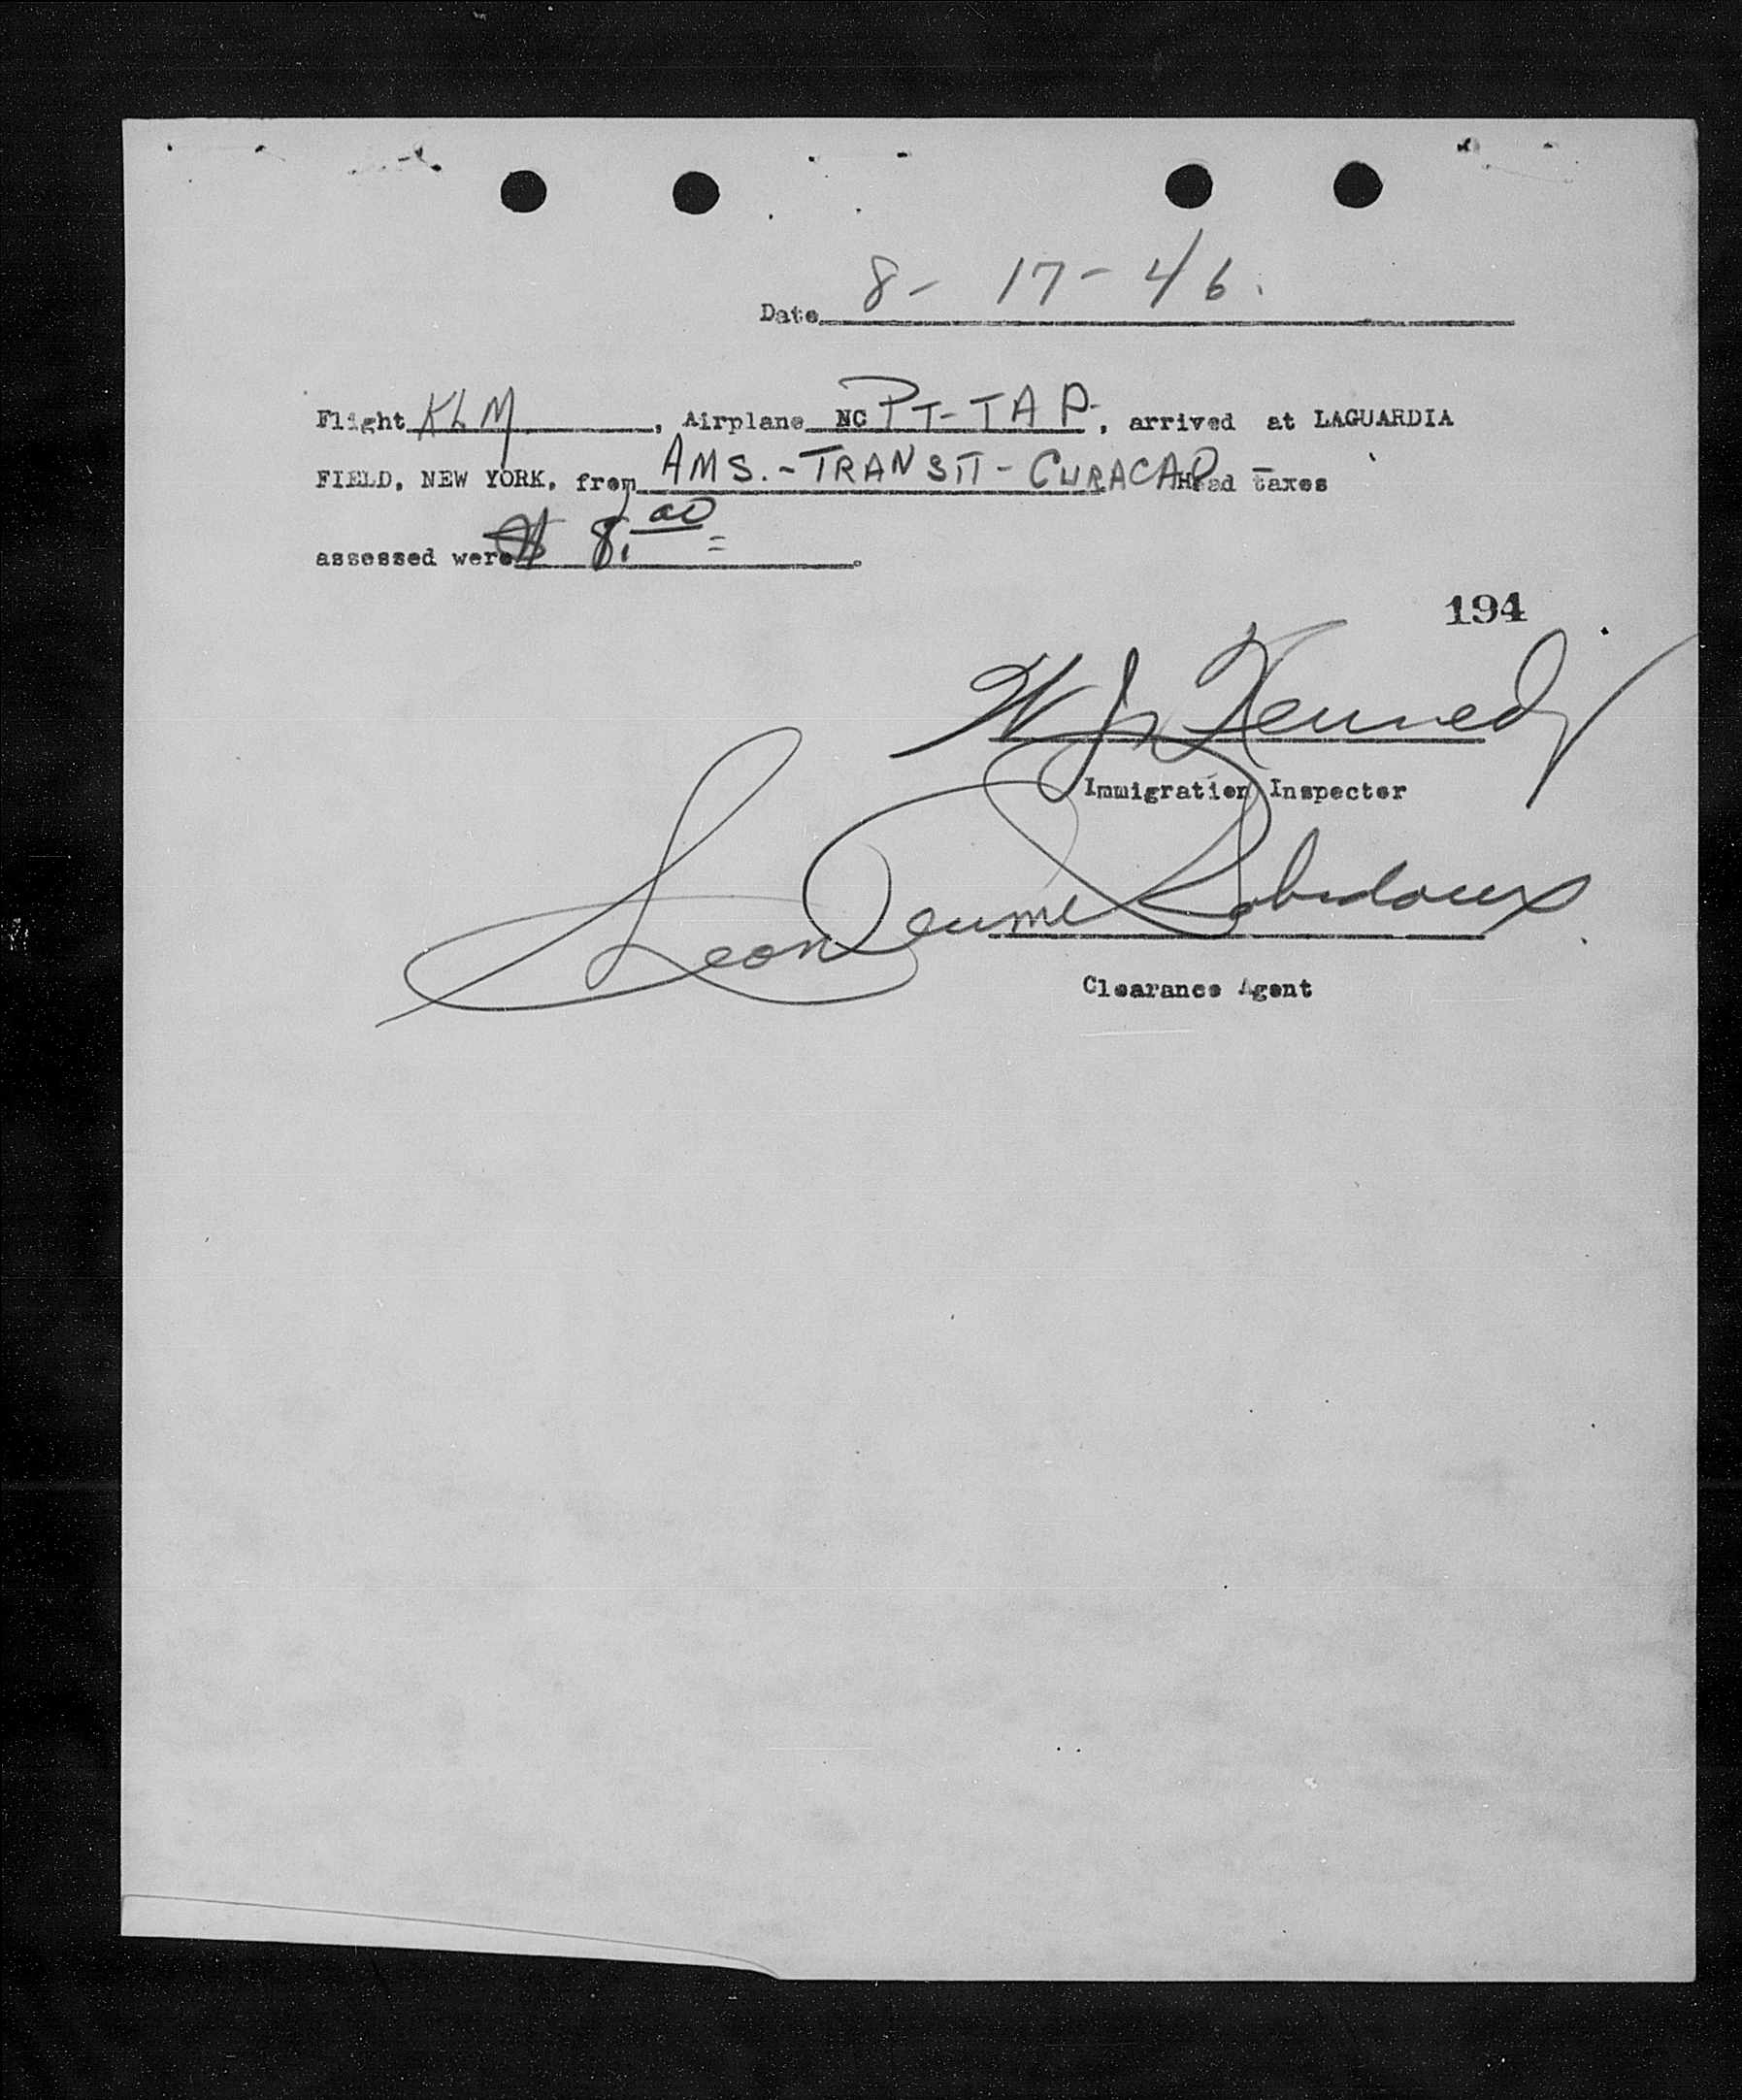 Date 8- 17- 46.
Flight KLM, Airplane NC PT-TAP, arrived at LAGUARDIA
FIELD, NEW YORK, from AMS. - TRANSIT - CURACAO Head taxes
assessed were $ 8.00 =.
194
W J Kennedy
Immigration Inspector
Leon
Clearance Agent